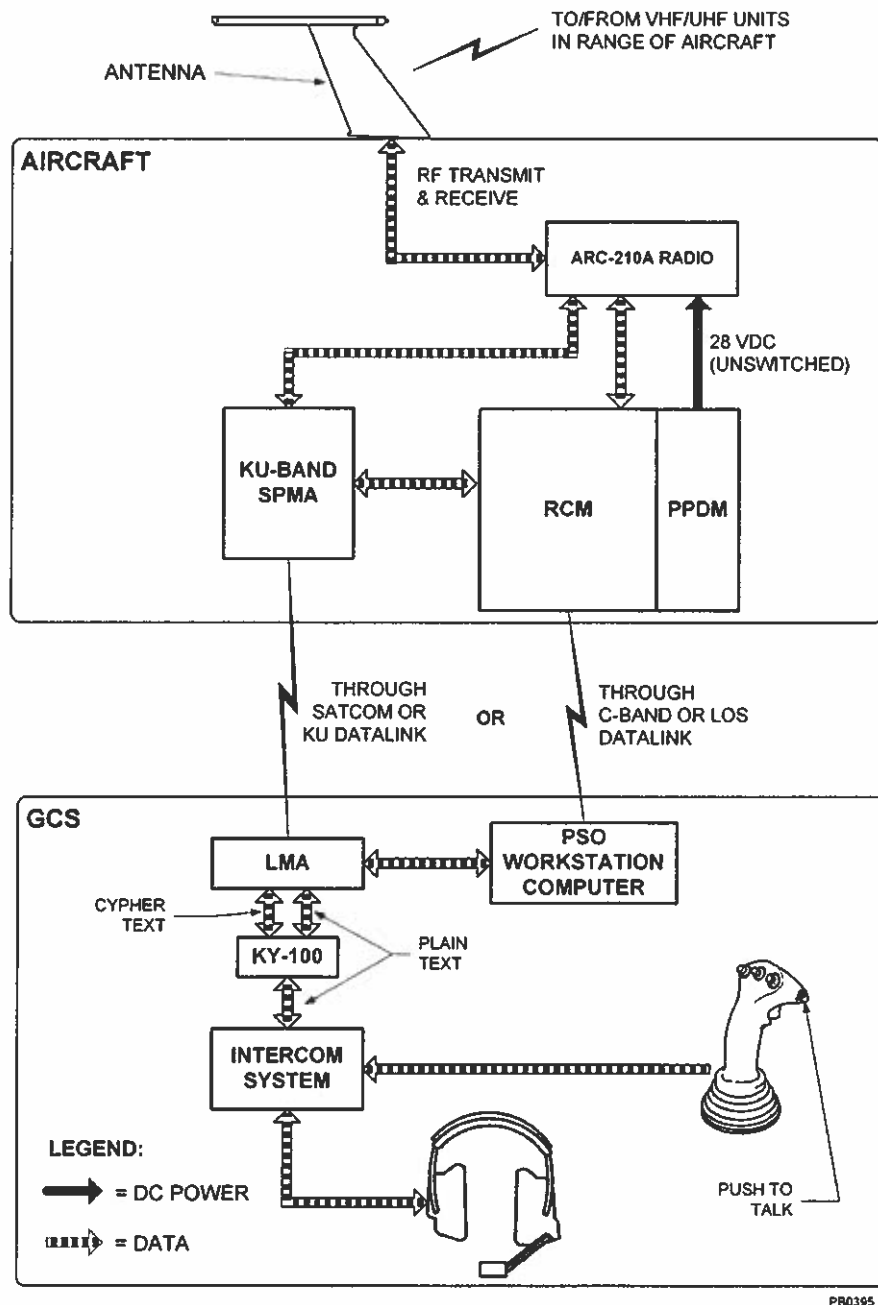 TO/FROM VHF/UHF UNITS
IN RANGE OF AIRCRAFT
ANTENNA
AIRCRAFT
RF TRANSMIT
& RECEIVE
ARC-210A RADIO
28 VDC
(UNSWITCHED)
KU-BAND
SPMA
RCM
PPDM
THROUGH
SATCOM OR
KU DATALINK
OR
THROUGH
C-BAND OR LOS
DATALINK
GCS
LMA
PSO
WORKSTATION
COMPUTER
CYPHER
TEXT
KY-100
PLAIN
TEXT
INTERCOM
SYSTEM
LEGEND:
= DC POWER
= DATA
PUSH TO
TALK
PB0395